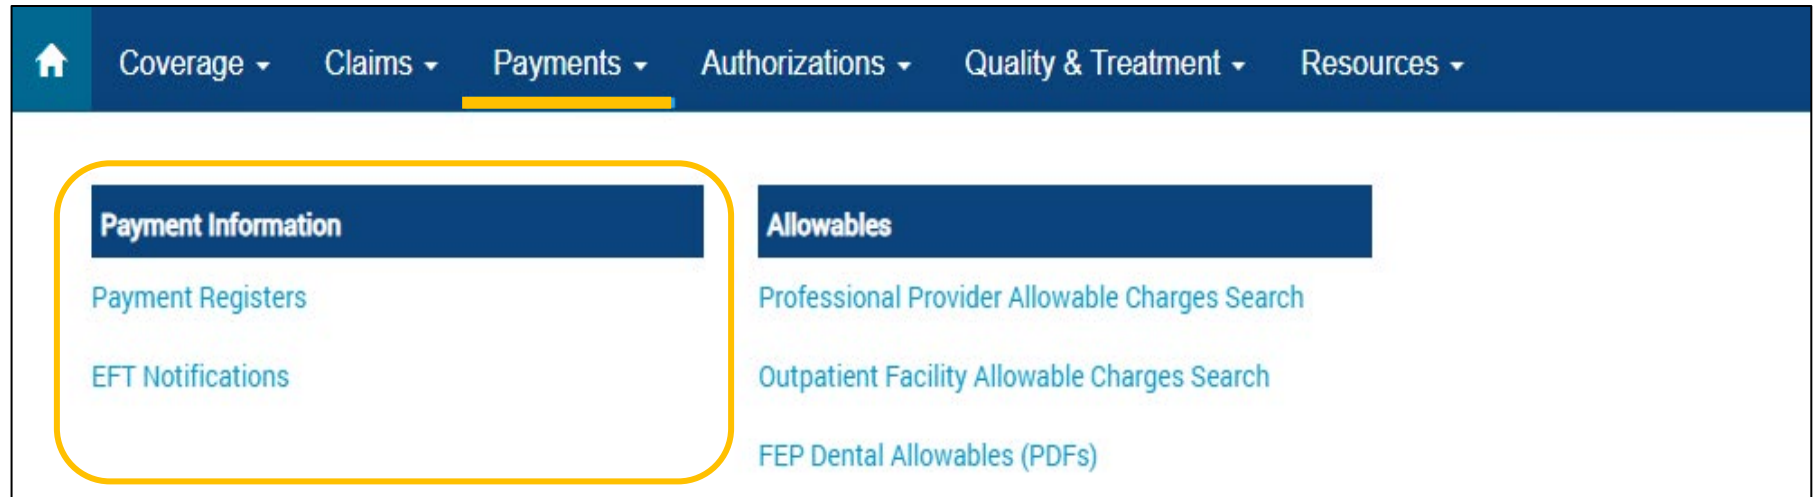 Coverage Claims Payments Authorizations Quality & Treatment Resources
Payment Information
Payment Registers
EFT Notifications
Allowables
Professional Provider Allowable Charges Search
Outpatient Facility Allowable Charges Search
FEP Dental Allowables (PDFs)